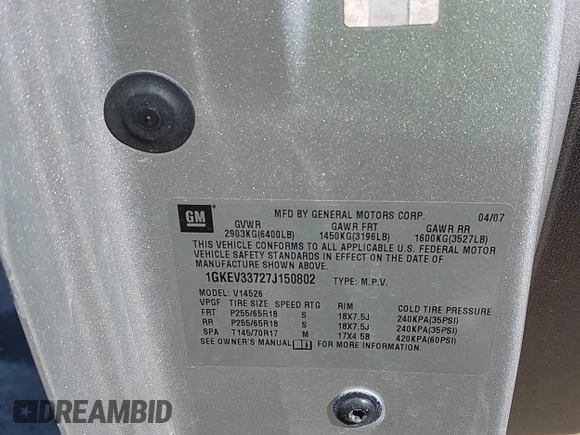 GM
MFD BY GENERAL MOTORS CORP. 04/07
GVWR GAWR FRT GAWR RR
2903KG(6400LB) 1450KG(3196LB) 1600KG(3527LB)
THIS VEHICLE CONFORMS TO ALL APPLICABLE U.S. FEDERAL MOTOR
VEHICLE SAFETY STANDARDS IN EFFECT ON THE DATE OF
MANUFACTURE SHOWN ABOVE.
1GKEV33727J150802 TYPE: M.P.V.
MODEL: V14526
VPGF TIRE SIZE SPEED RTG RIM COLD TIRE PRESSURE
FRT P255/65R18 S 18X7.5J 240KPA(35PSI)
RR P255/65R18 S 18X7.5J 240KPA(35PSI)
SPA T145/70R17 M 17X4.5B 420KPA(60PSI)
SEE OWNER'S MANUAL FOR MORE INFORMATION.
DREAMBID